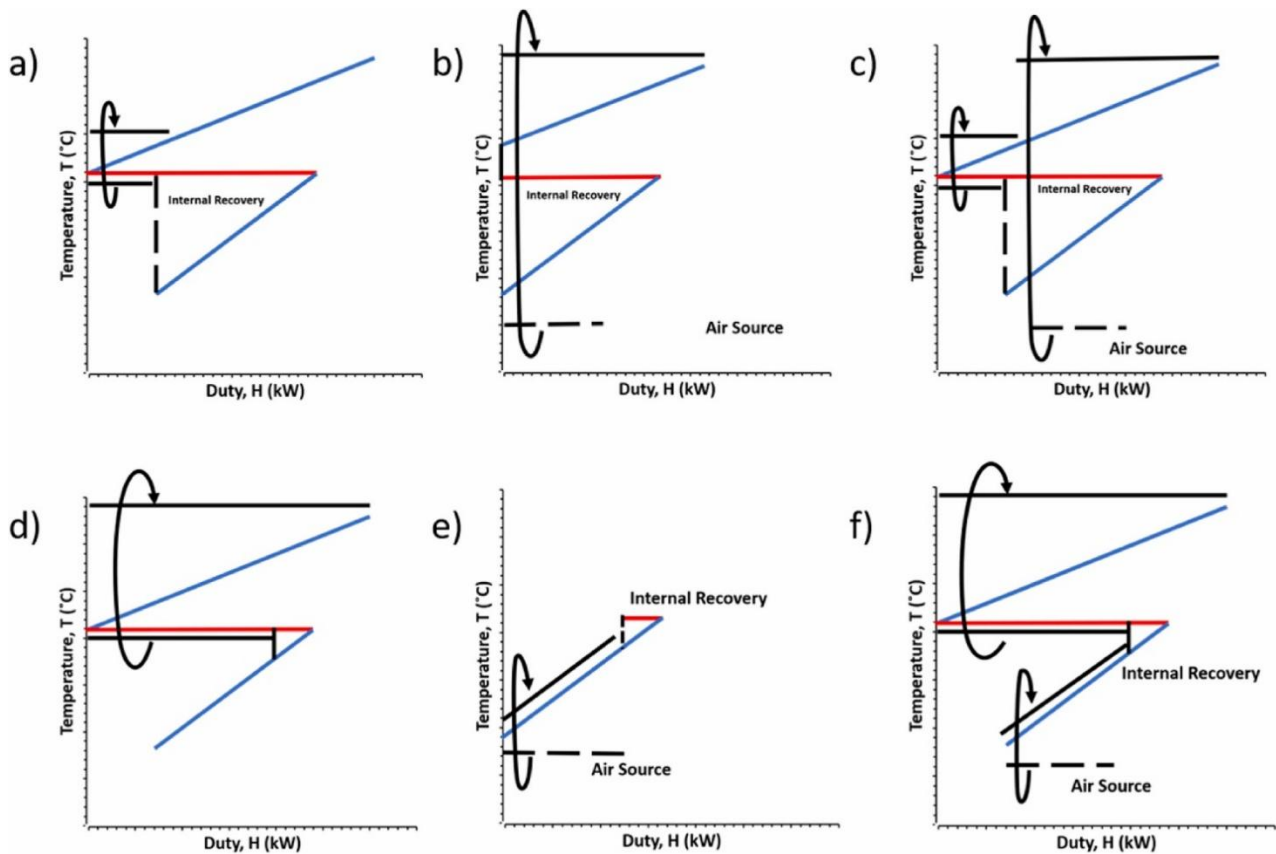 a)
Temperature, T (˚C)
Internal Recovery
Duty, H (kW)
b)
Temperature, T (˚C)
Internal Recovery
Air Source
Duty, H (kW)
c)
Temperature, T (˚C)
Internal Recovery
Air Source
Duty, H (kW)
d)
Temperature, T (˚C)
Duty, H (kW)
e)
Temperature, T (˚C)
Internal Recovery
Air Source
Duty, H (kW)
f)
Temperature, T (˚C)
Internal Recovery
Air Source
Duty, H (kW)